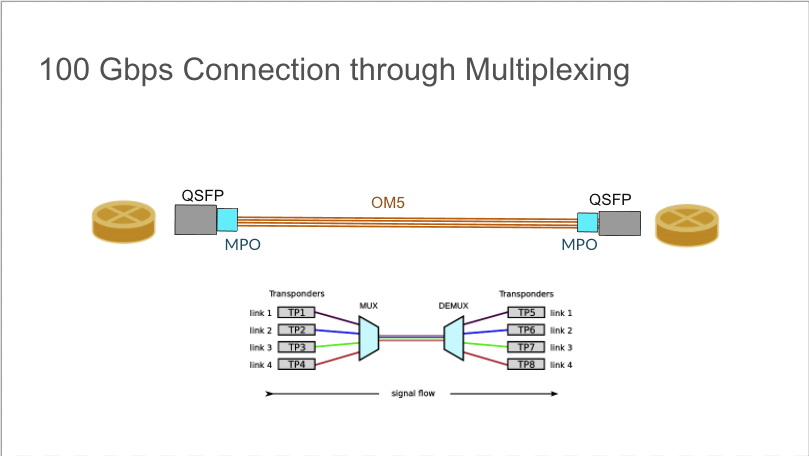 100 Gbps Connection through Multiplexing
QSFP
OM5
QSFP
MPO
MPO
Transponders
Transponders
MUX
DEMUX
link 1 TP1
TP5 link 1
link 2 TP2
TP6 link 2
link 3 TP3
TP7 link 3
link 4 TP4
TP8 link 4
signal flow